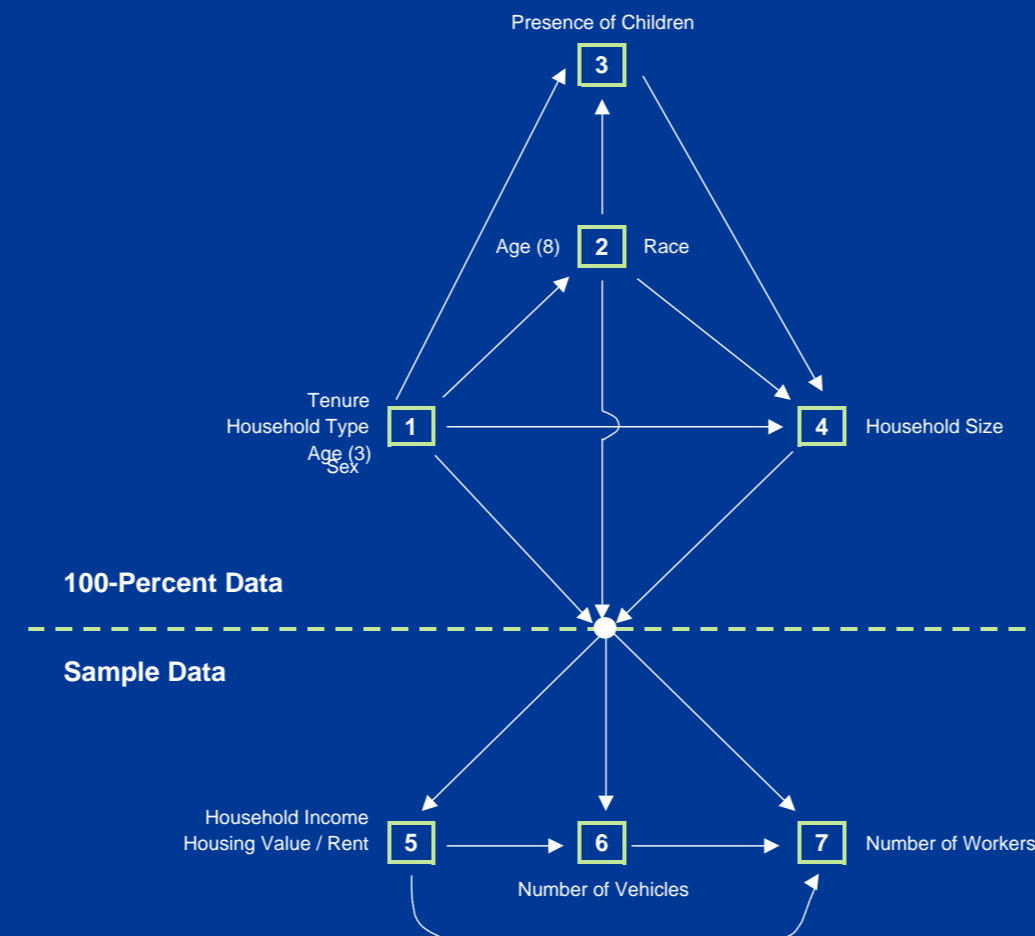 Presence of Children
3
Age (8)
2
Race
Tenure
Household Type
Age (3)
Sex
1
4
Household Size
100-Percent Data
Sample Data
Household Income
Housing Value / Rent
5
6
7
Number of Workers
Number of Vehicles